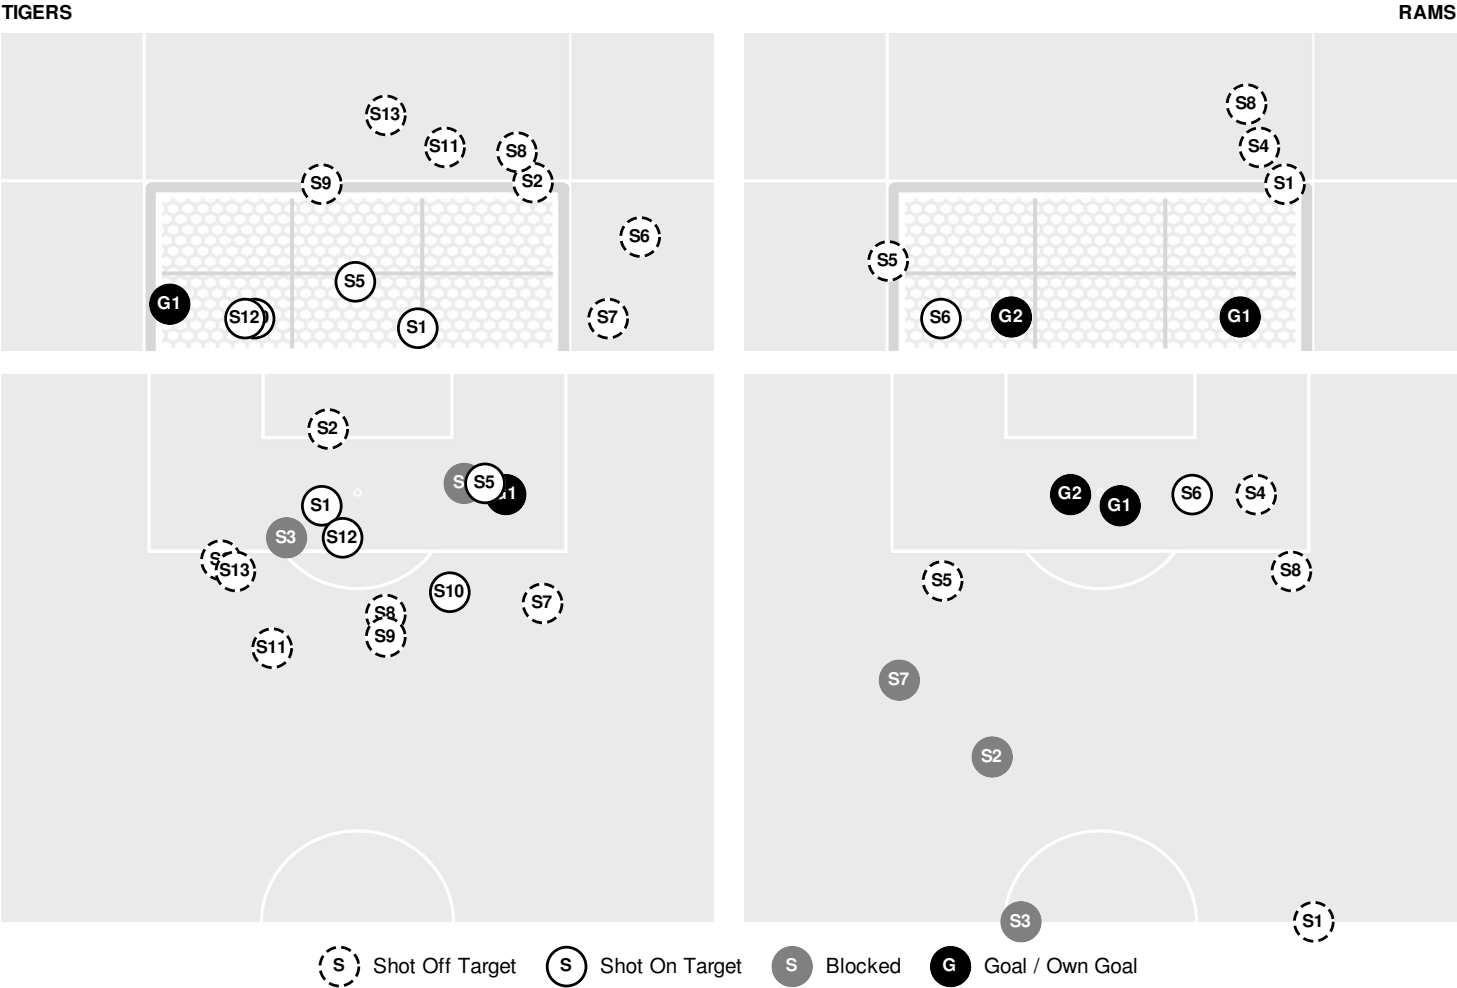 TIGERS
RAMS
S13
S11
S8
S2
S9
S6
S5
G1
S12
S1
S7
S8
S4
S1
S5
S6
G2
G1
S2
S5
S1
S3
S12
S13
S10
S7
S8
S9
S11
G2
G1
S6
S4
S5
S8
S7
S2
S3
S1
S Shot Off Target
S Shot On Target
S Blocked
G Goal / Own Goal